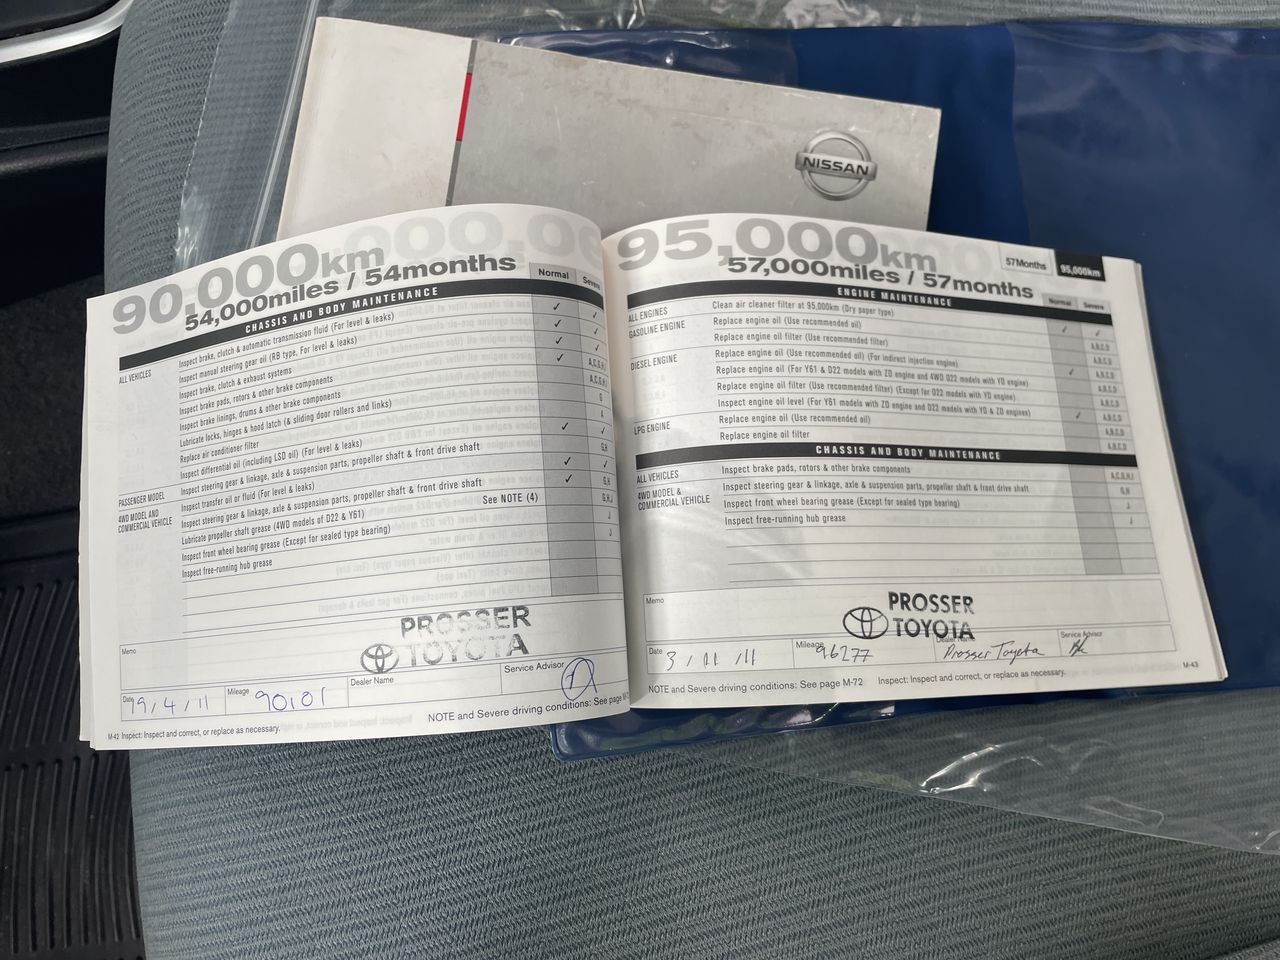 NISSAN
90,000km
54,000miles / 54months
Normal
CHASSIS AND BODY MAINTENANCE
ALL VEHICLES
Inspect brake, clutch & automatic transmission fluid (For level & leaks)
Inspect manual steering gear oil (RB type, For level & leaks)
Inspect brake, clutch & exhaust systems
Inspect brake pads, rotors & other brake components
Inspect brake linings, drums & other brake components
Lubricate locks, hinges & hood latch (& sliding door rollers and links)
Replace air conditioner filter
Inspect differential oil (including LSD oil) (For level & leaks)
PASSENGER MODEL
Inspect steering gear & linkage, axle & suspension parts, propeller shaft & front drive shaft
4WD MODEL AND
COMMERCIAL VEHICLE
Inspect transfer oil or fluid (For level & leaks)
Inspect steering gear & linkage, axle & suspension parts, propeller shaft & front drive shaft
Lubricate propeller shaft grease (4WD models of D22 & Y61) See NOTE (4)
Inspect front wheel bearing grease (Except for sealed type bearing)
Inspect free-running hub grease
Memo
PROSSER
TOYOTA
Date 19/4/11 Mileage 90101 Dealer Name Service Advisor
M-42 Inspect: Inspect and correct, or replace as necessary. NOTE and Severe driving conditions: See page M-72
95,000km
57,000miles / 57months
57Months 95,000km
Normal Severe
ENGINE MAINTENANCE
ALL ENGINES Clean air cleaner filter at 95,000km (Dry paper type)
GASOLINE ENGINE Replace engine oil (Use recommended oil)
Replace engine oil filter (Use recommended filter)
DIESEL ENGINE Replace engine oil (Use recommended oil) (For indirect injection engine)
Replace engine oil (For Y61 & D22 models with ZD engine and 4WD D22 models with YD engine)
Replace engine oil filter (Use recommended filter) (Except for D22 models with YD engine)
Inspect engine oil level (For Y61 models with ZD engine and D22 models with YD & ZD engines)
LPG ENGINE Replace engine oil (Use recommended oil)
Replace engine oil filter
CHASSIS AND BODY MAINTENANCE
ALL VEHICLES Inspect brake pads, rotors & other brake components
4WD MODEL &
COMMERCIAL VEHICLE
Inspect steering gear & linkage, axle & suspension parts, propeller shaft & front drive shaft
Inspect front wheel bearing grease (Except for sealed type bearing)
Inspect free-running hub grease
Memo
PROSSER
TOYOTA
Date 3/11/11 Mileage 96277 Dealer Name Prosser Toyota Service Advisor
NOTE and Severe driving conditions: See page M-72 Inspect: Inspect and correct, or replace as necessary. M-43